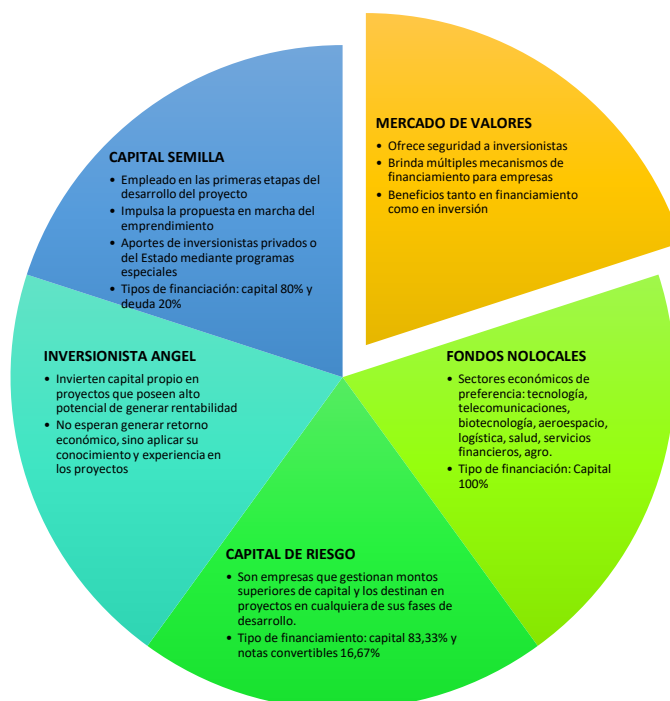 MERCADO DE VALORES
• Ofrece seguridad a inversionistas
• Brinda múltiples mecanismos de
financiamiento para empresas
• Beneficios tanto en financiamiento
como en inversión
FONDOS NOLOCALES
• Sectores económicos de
preferencia: tecnología,
telecomunicaciones,
biotecnología, aeroespacio,
logística, salud, servicios
financieros, agro.
• Tipo de financiación: Capital
100%
CAPITAL DE RIESGO
• Son empresas que gestionan montos
superiores de capital y los destinan en
proyectos en cualquiera de sus fases de
desarrollo.
• Tipo de financiamiento: capital 83,33% y
notas convertibles 16,67%
INVERSIONISTA ANGEL
• Invierten capital propio en
proyectos que poseen alto
potencial de generar rentabilidad
• No esperan generar retorno
económico, sino aplicar su
conocimiento y experiencia en
los proyectos
CAPITAL SEMILLA
• Empleado en las primeras etapas del
desarrollo del proyecto
• Impulsa la propuesta en marcha del
emprendimiento
• Aportes de inversionistas privados o
del Estado mediante programas
especiales
• Tipos de financiación: capital 80% y
deuda 20%